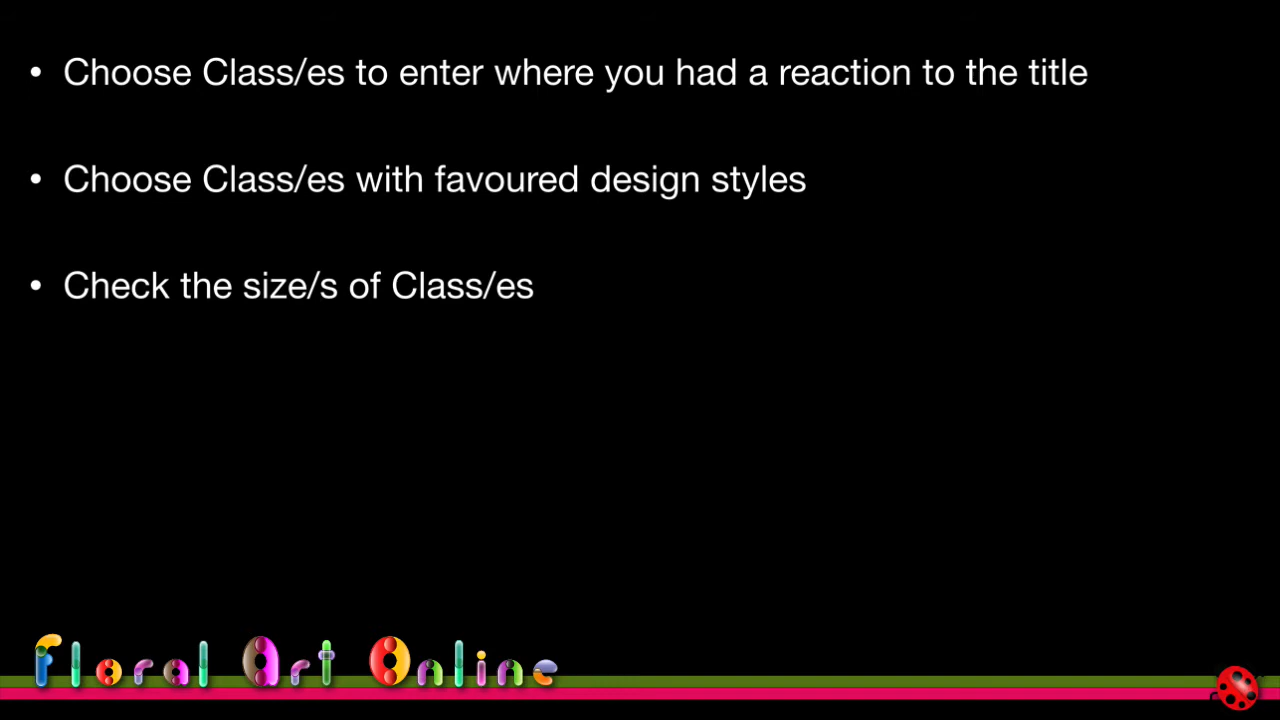 • Choose Class/es to enter where you had a reaction to the title
• Choose Class/es with favoured design styles
• Check the size/s of Class/es
Floral Art Online